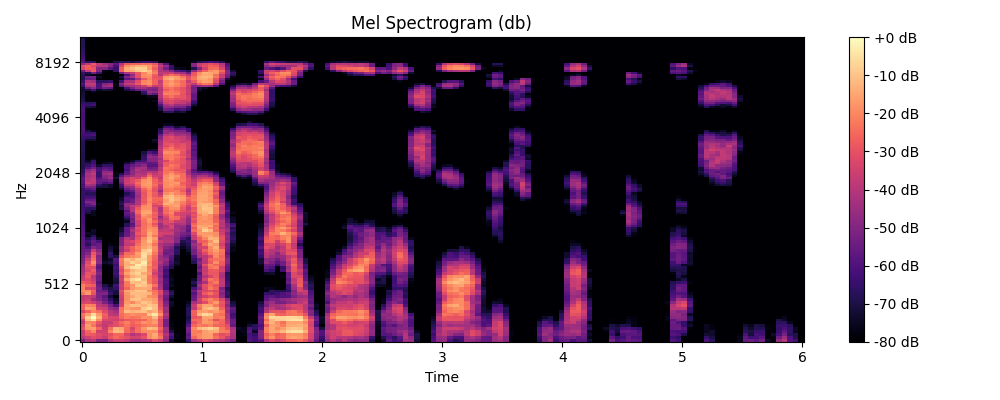 Mel Spectrogram (db)
Hz
8192
4096
2048
1024
512
0
0 1 2 3 4 5 6
Time
+0 dB
-10 dB
-20 dB
-30 dB
-40 dB
-50 dB
-60 dB
-70 dB
-80 dB